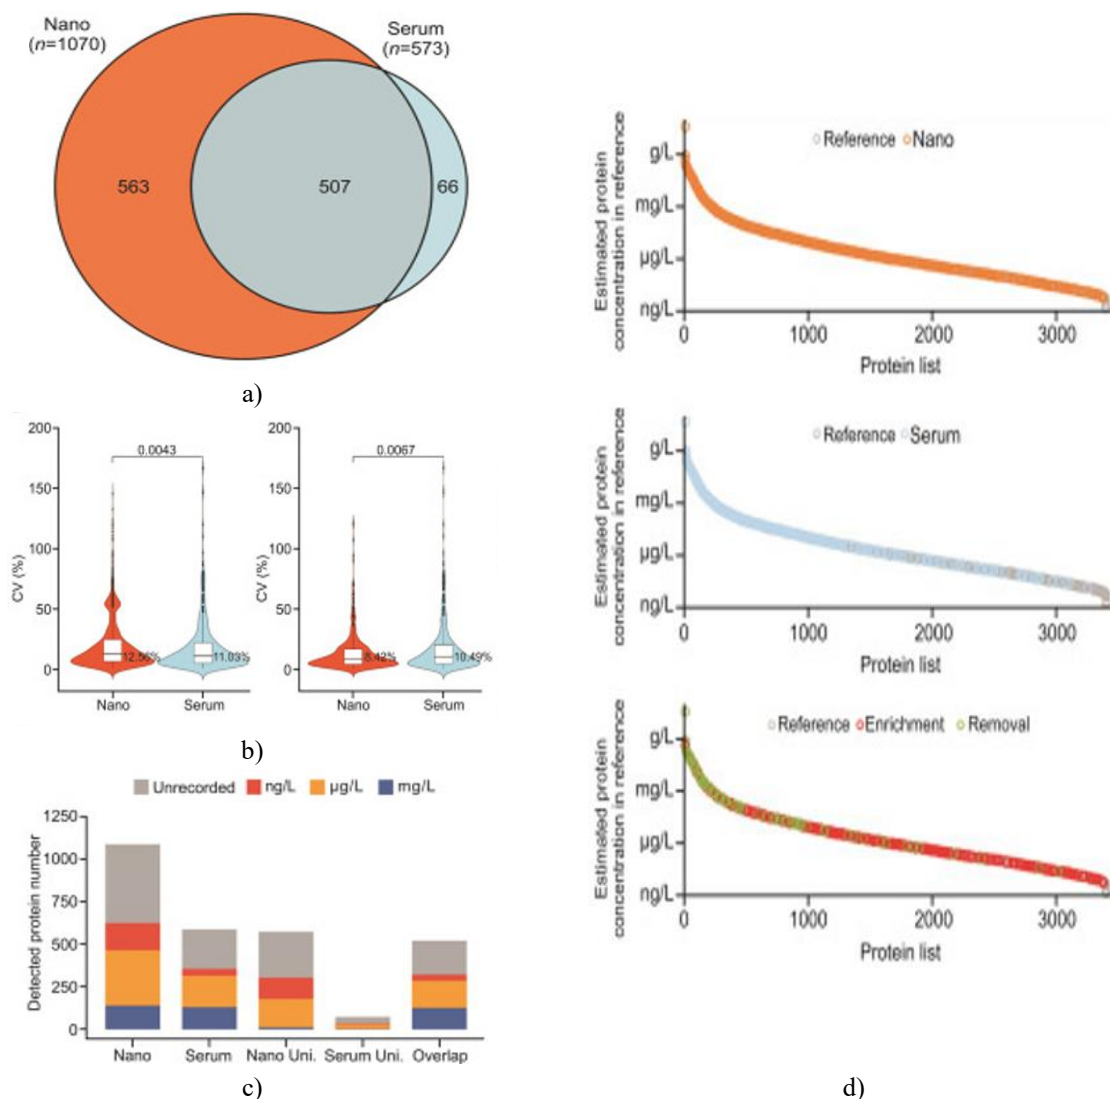 Nano
(n=1070)
Serum
(n=573)
563
507
66
a)
200
150
100
50
0
CV (%)
0.0043
12.56%
11.03%
Nano
Serum
200
150
100
50
0
CV (%)
0.0067
8.42%
10.49%
Nano
Serum
b)
Unrecorded
ng/L
µg/L
mg/L
1250
1000
750
500
250
0
Detected protein number
Nano
Serum
Nano Uni.
Serum Uni.
Overlap
c)
Estimated protein
concentration in reference
g/L
mg/L
µg/L
ng/L
Reference Nano
0
1000
2000
3000
Protein list
Estimated protein
concentration in reference
g/L
mg/L
µg/L
ng/L
Reference Serum
0
1000
2000
3000
Protein list
Estimated protein
concentration in reference
g/L
mg/L
µg/L
ng/L
Reference Enrichment Removal
0
1000
2000
3000
Protein list
d)